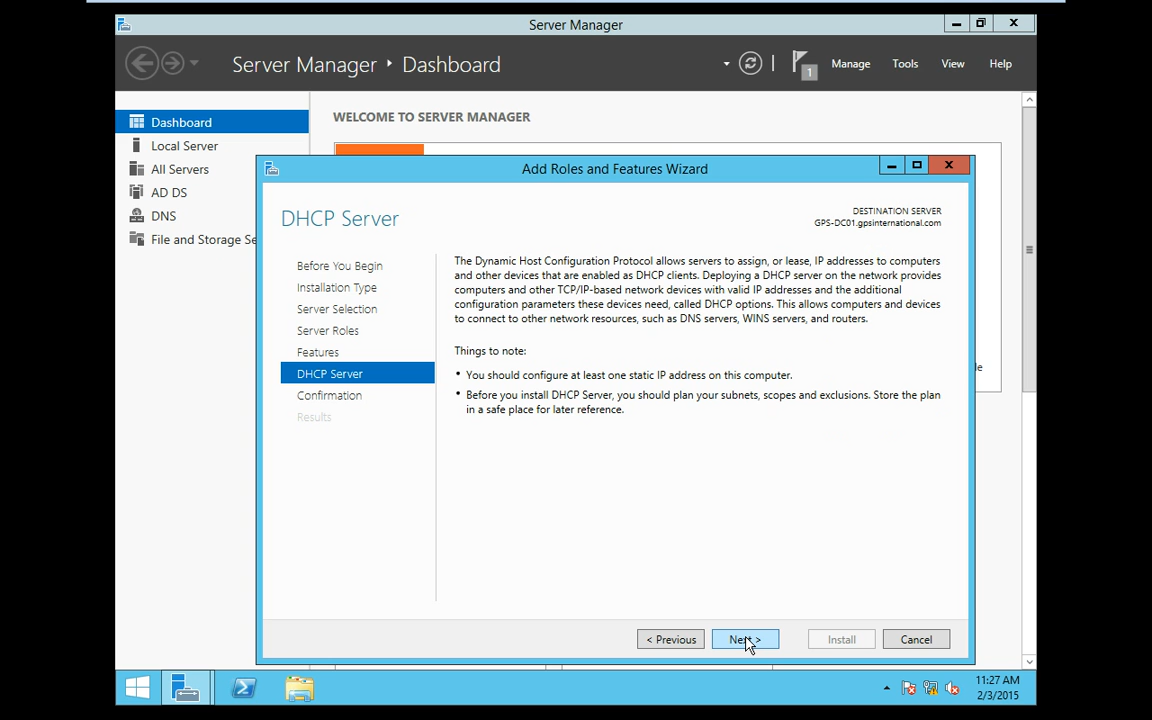 Server Manager
Server Manager ‣ Dashboard
1
Manage
Tools
View
Help
Dashboard
Local Server
All Servers
AD DS
DNS
File and Storage Se
WELCOME TO SERVER MANAGER
Add Roles and Features Wizard
DHCP Server
DESTINATION SERVER
GPS-DC01.gpsinternational.com
Before You Begin
Installation Type
Server Selection
Server Roles
Features
DHCP Server
Confirmation
Results
The Dynamic Host Configuration Protocol allows servers to assign, or lease, IP addresses to computers
and other devices that are enabled as DHCP clients. Deploying a DHCP server on the network provides
computers and other TCP/IP-based network devices with valid IP addresses and the additional
configuration parameters these devices need, called DHCP options. This allows computers and devices
to connect to other network resources, such as DNS servers, WINS servers, and routers.
Things to note:
• You should configure at least one static IP address on this computer.
• Before you install DHCP Server, you should plan your subnets, scopes and exclusions. Store the plan
in a safe place for later reference.
< Previous
Next >
Install
Cancel
11:27 AM
2/3/2015